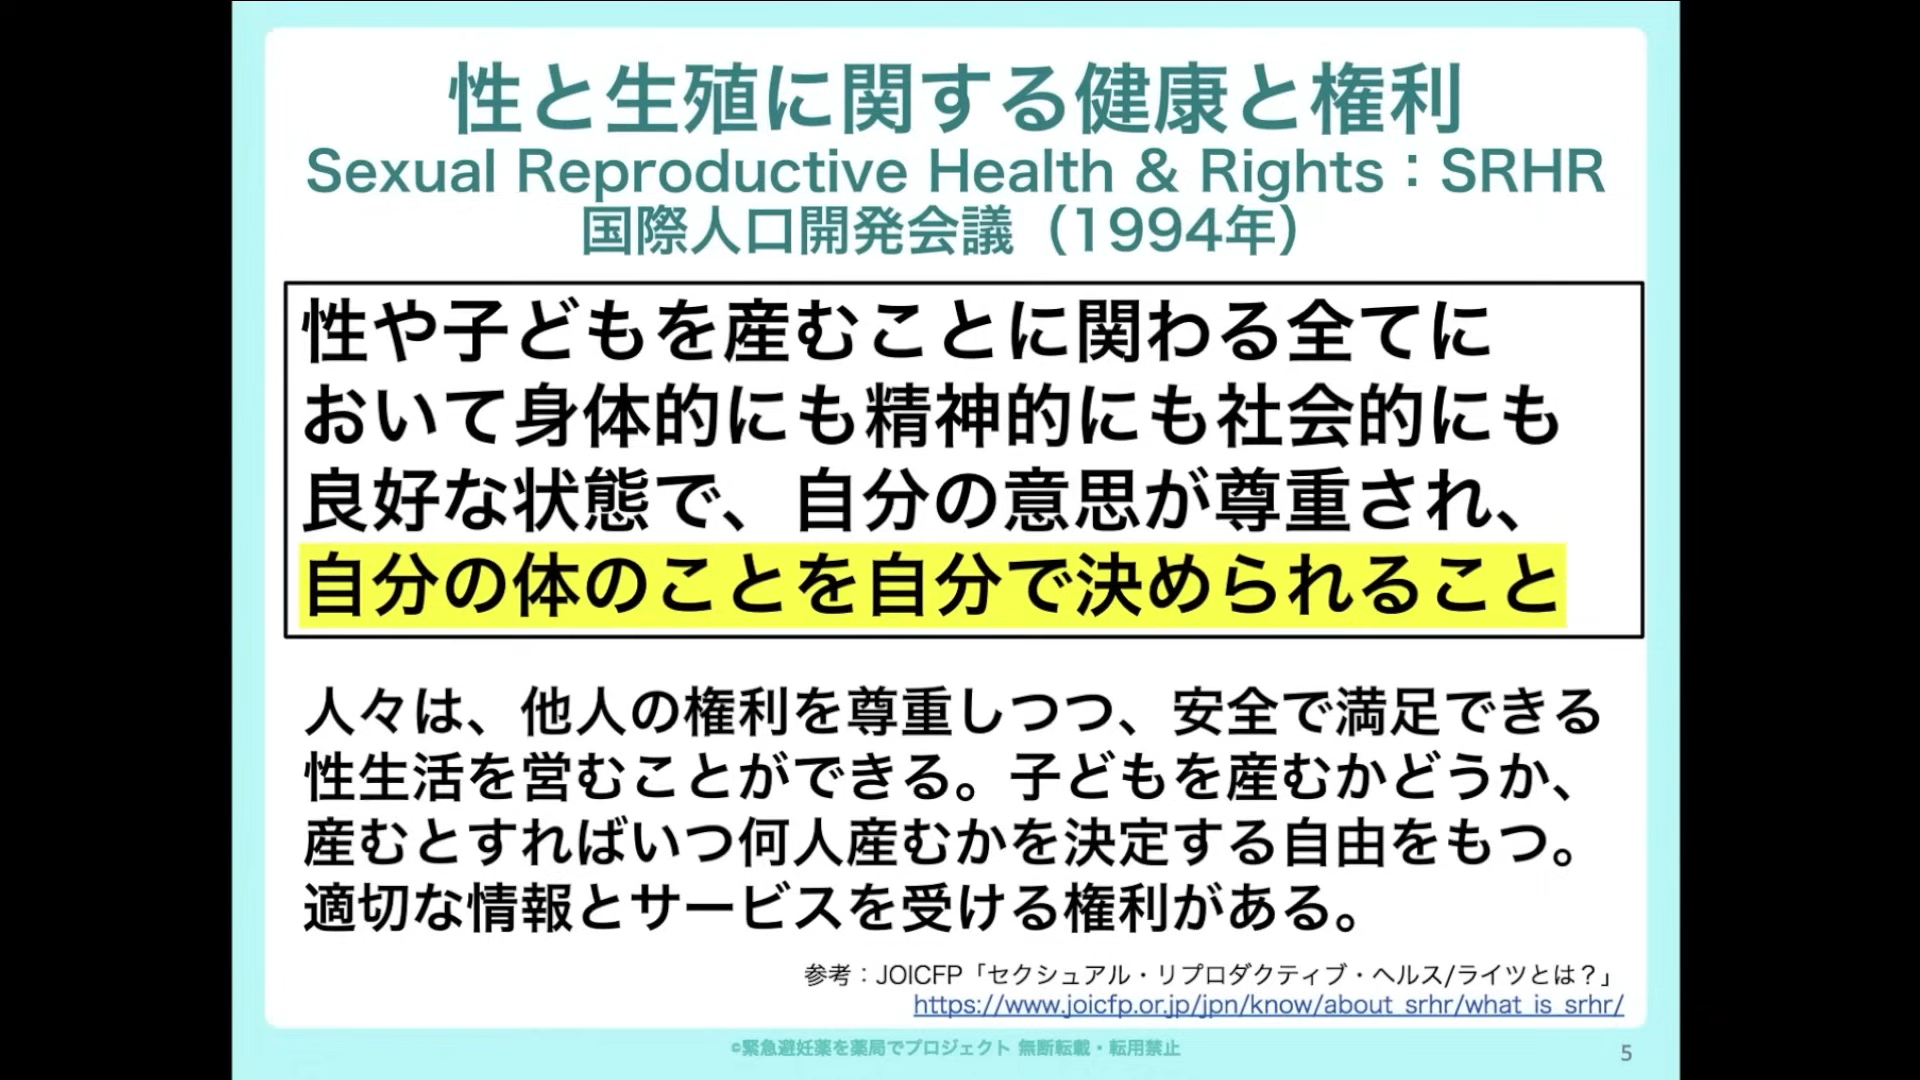 性と生殖に関する健康と権利
Sexual Reproductive Health & Rights：SRHR
国際人口開発会議（1994年）
性や子どもを産むことに関わる全てに
おいて身体的にも精神的にも社会的にも
良好な状態で、自分の意思が尊重され、
自分の体のことを自分で決められること
人々は、他人の権利を尊重しつつ、安全で満足できる
性生活を営むことができる。子どもを産むかどうか、
産むとすればいつ何人産むかを決定する自由をもつ。
適切な情報とサービスを受ける権利がある。
参考：JOICFP「セクシュアル・リプロダクティブ・ヘルス/ライツとは？」
https://www.joicfp.or.jp/jpn/know/about_srhr/what_is_srhr/
©緊急避妊薬を薬局でプロジェクト 無断転載・転用禁止
5